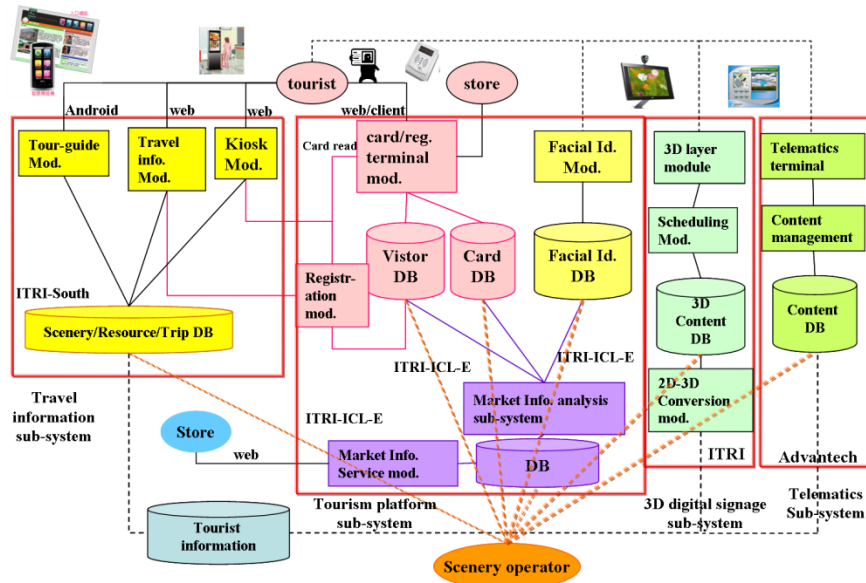 tourist
store
Android
web
web
web/client
Tour-guide
Mod.
Travel
info.
Mod.
Kiosk
Mod.
Card read
card/reg.
terminal
mod.
Facial Id.
Mod.
3D layer
module
Telematics
terminal
Scheduling
Mod.
Content
management
Vistor
DB
Card
DB
Facial Id.
DB
Registr-
ation
mod.
ITRI-South
Scenery/Resource/Trip DB
3D
Content
DB
Content
DB
ITRI-ICL-E
ITRI-ICL-E
Travel
information
sub-system
ITRI-ICL-E
Market Info. analysis
sub-system
2D-3D
Conversion
mod.
Store
web
Market Info.
Service mod.
DB
ITRI
Advantech
Tourism platform
sub-system
3D digital signage
sub-system
Telematics
Sub-system
Tourist
information
Scenery operator